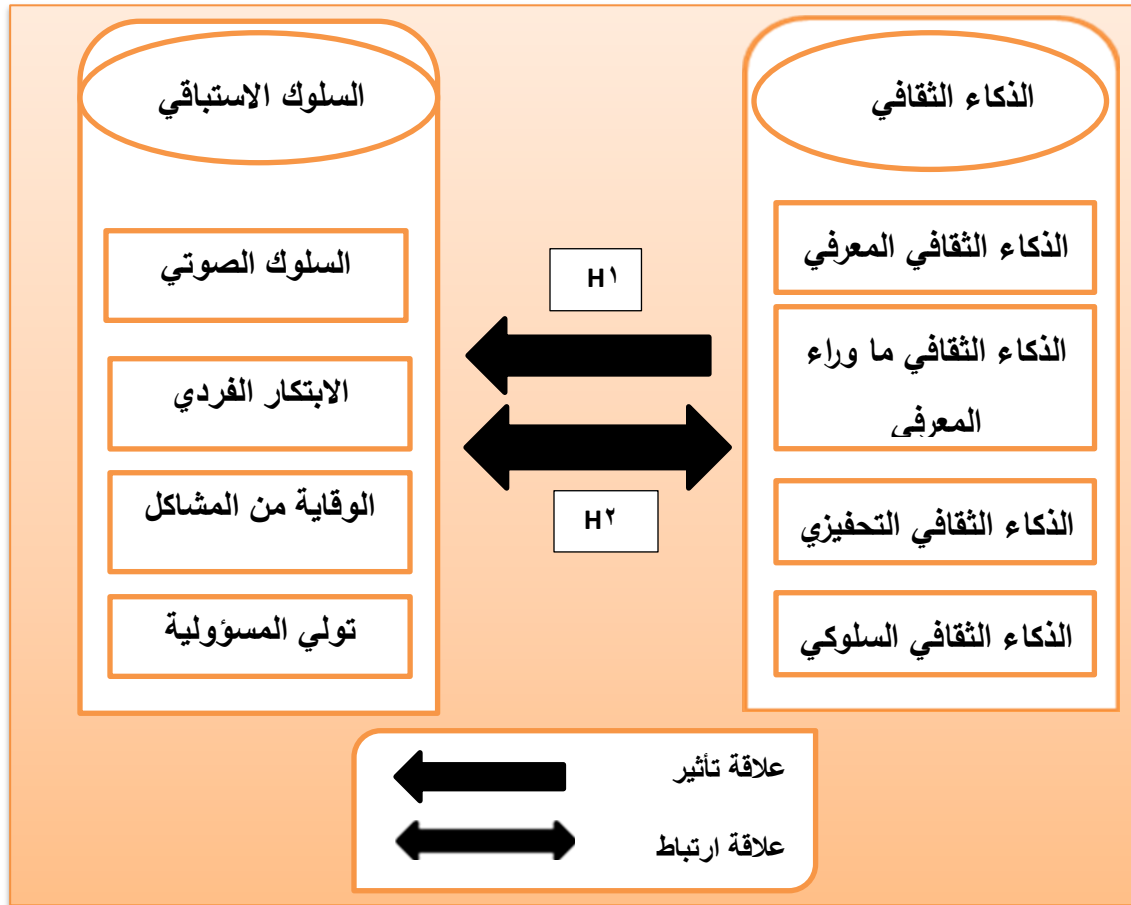 الذكاء الثقافي
الذكاء الثقافي المعرفي
الذكاء الثقافي ما وراء
المعرفي
الذكاء الثقافي التحفيزي
الذكاء الثقافي السلوكي
H١
H٢
السلوك الاستباقي
السلوك الصوتي
الابتكار الفردي
الوقاية من المشاكل
تولي المسؤولية
علاقة تأثير
علاقة ارتباط